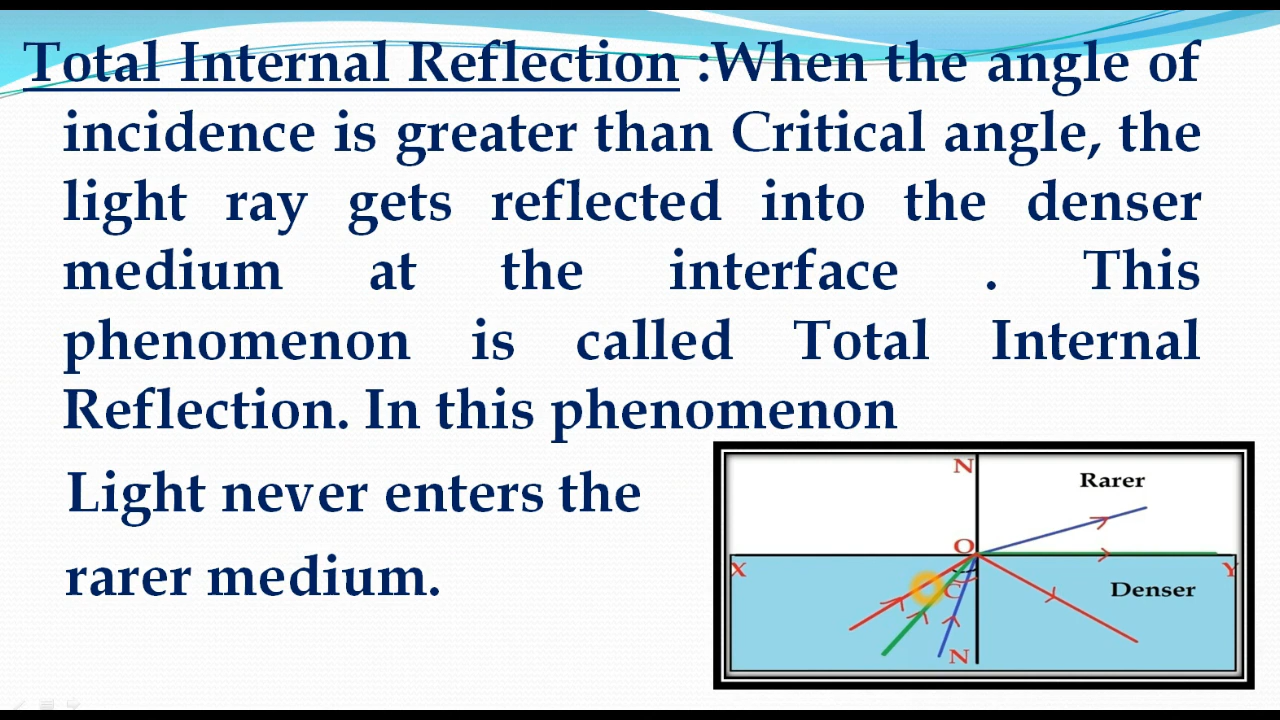 Total Internal Reflection :When the angle of
incidence is greater than Critical angle, the
light ray gets reflected into the denser
medium at the interface . This
phenomenon is called Total Internal
Reflection. In this phenomenon
Light never enters the
rarer medium.
N
Rarer
O
X
Y
C
Denser
N